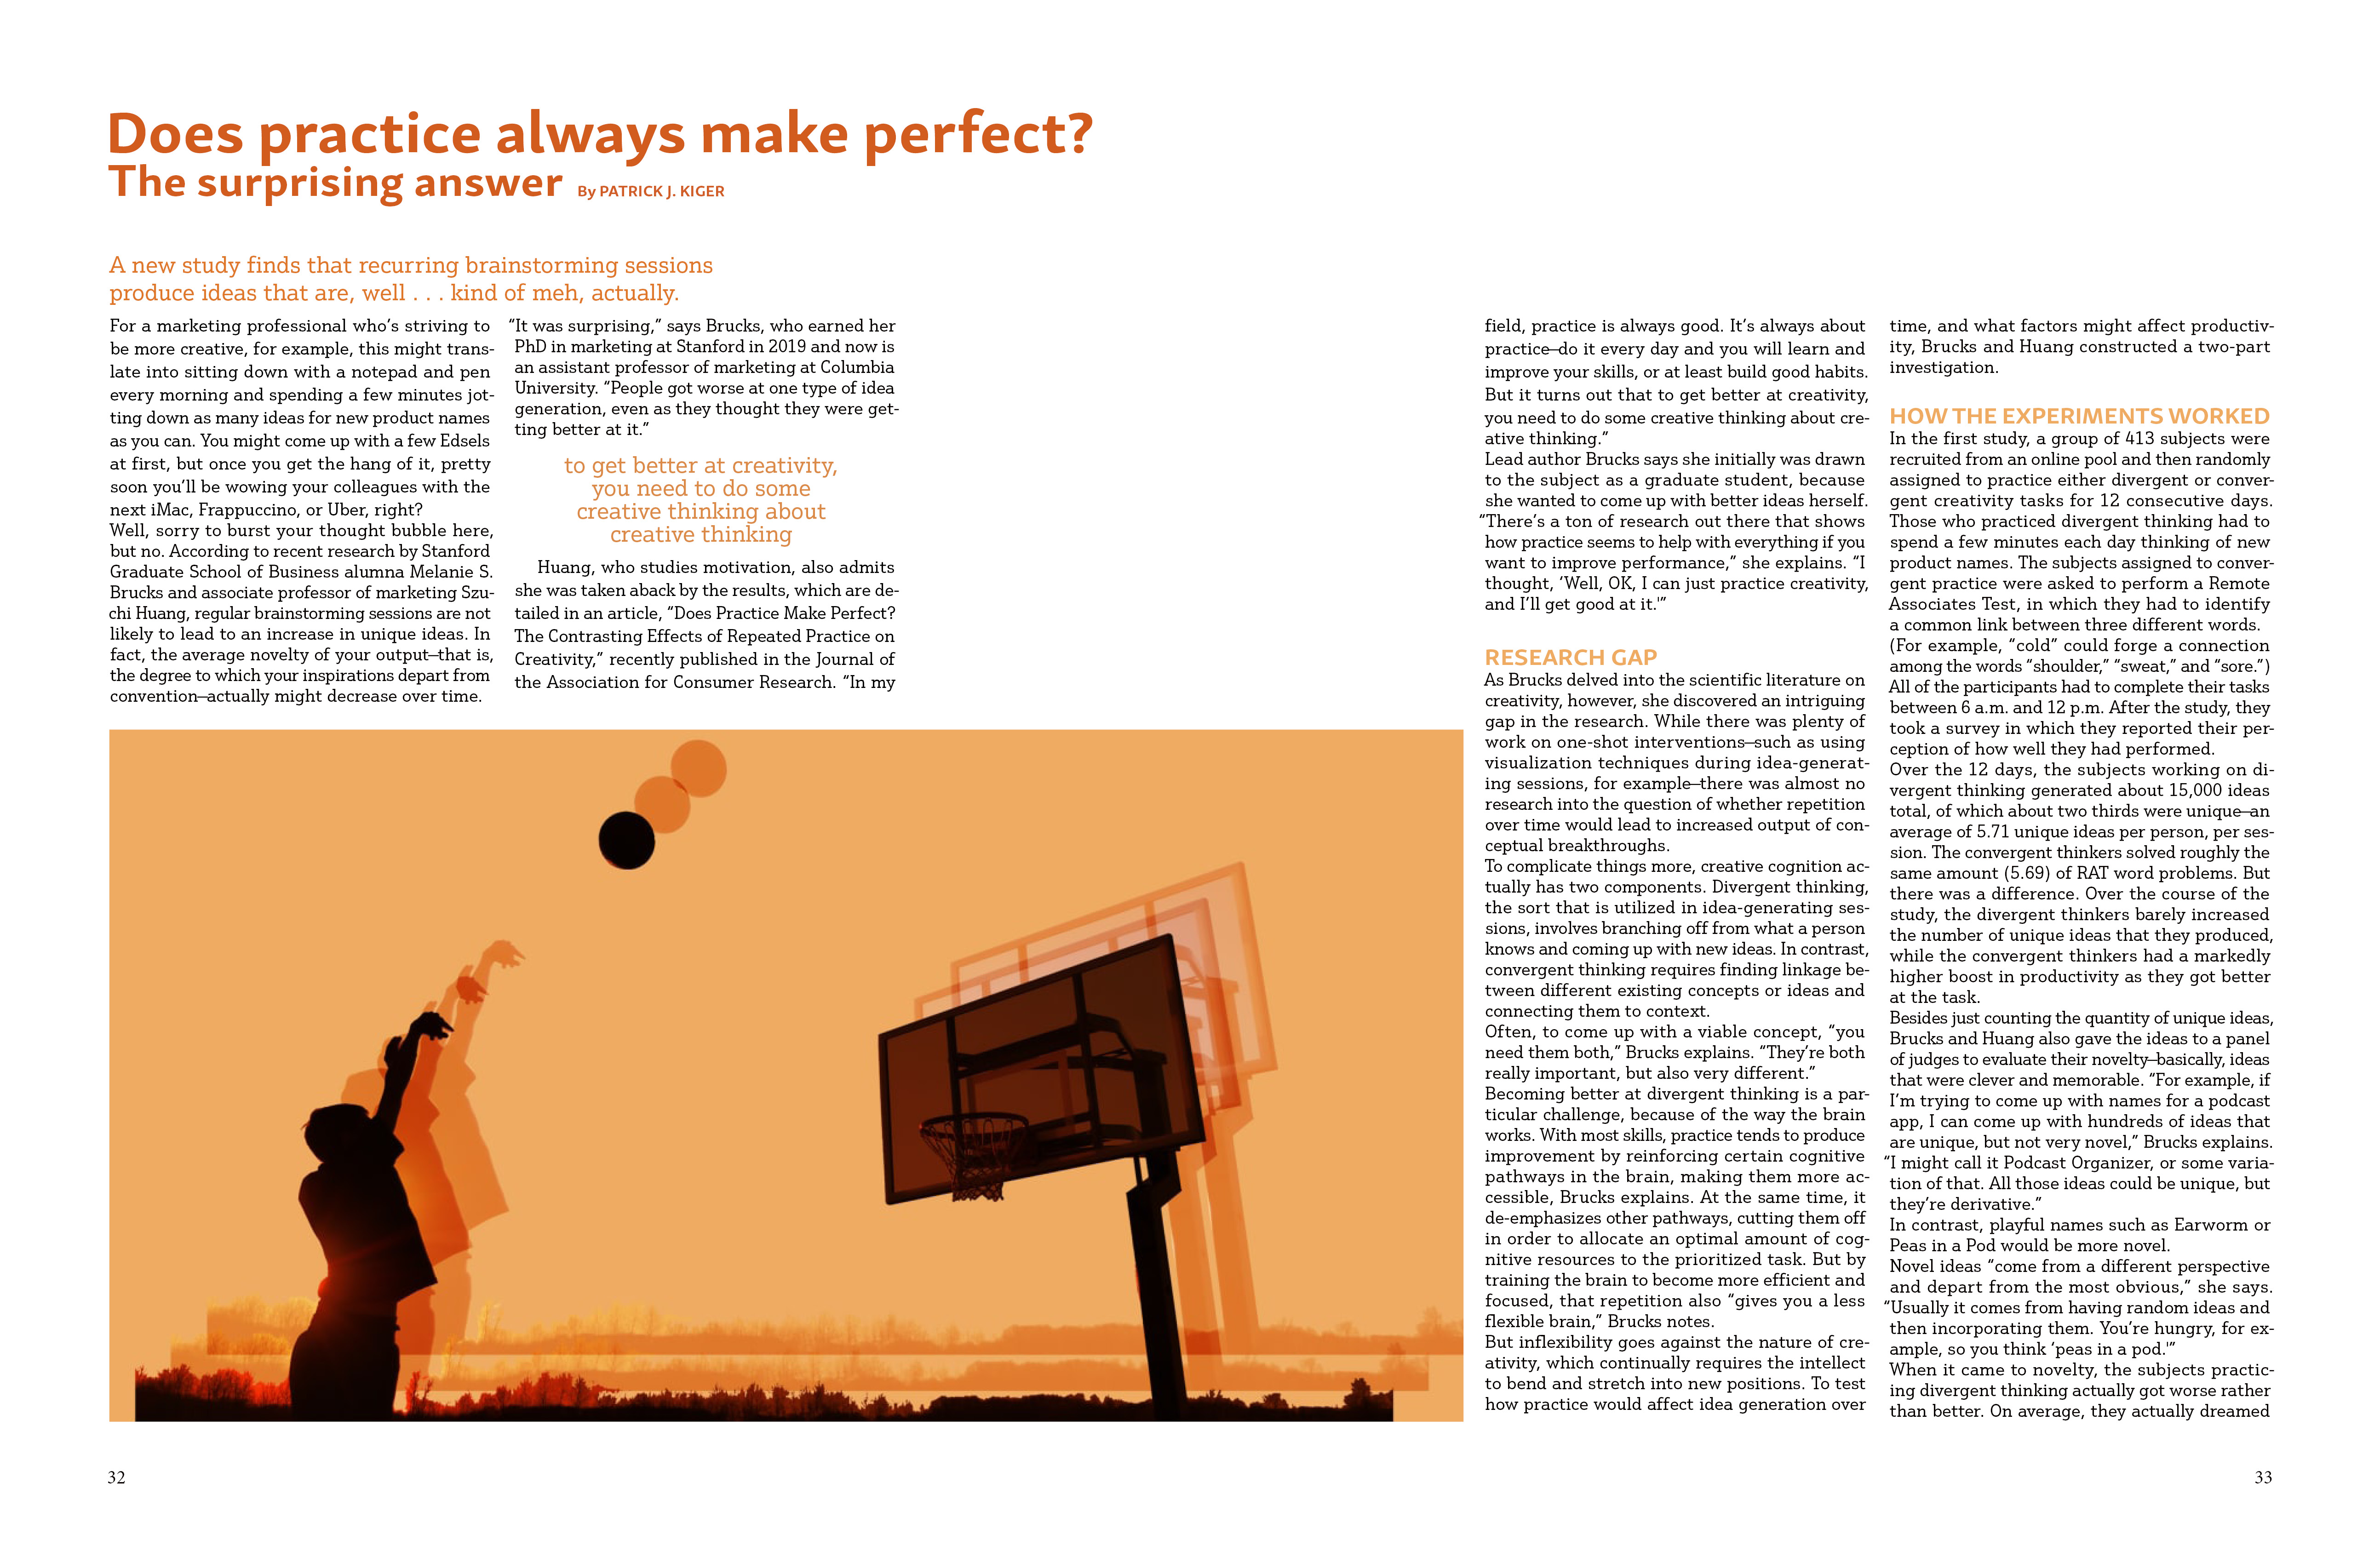 Does practice always make perfect?
The surprising answer By PATRICK J. KIGER
A new study finds that recurring brainstorming sessions
produce ideas that are, well . . . kind of meh, actually.
For a marketing professional who's striving to
be more creative, for example, this might trans-
late into sitting down with a notepad and pen
every morning and spending a few minutes jot-
ting down as many ideas for new product names
as you can. You might come up with a few Edsels
at first, but once you get the hang of it, pretty
soon you'll be wowing your colleagues with the
next iMac, Frappuccino, or Uber, right?
Well, sorry to burst your thought bubble here,
but no. According to recent research by Stanford
Graduate School of Business alumna Melanie S.
Brucks and associate professor of marketing Szu-
chi Huang, regular brainstorming sessions are not
likely to lead to an increase in unique ideas. In
fact, the average novelty of your output—that is,
the degree to which your inspirations depart from
convention—actually might decrease over time.
“It was surprising,” says Brucks, who earned her
PhD in marketing at Stanford in 2019 and now is
an assistant professor of marketing at Columbia
University. “People got worse at one type of idea
generation, even as they thought they were get-
ting better at it.”
to get better at creativity,
you need to do some
creative thinking about
creative thinking
Huang, who studies motivation, also admits
she was taken aback by the results, which are de-
tailed in an article, “Does Practice Make Perfect?
The Contrasting Effects of Repeated Practice on
Creativity,” recently published in the Journal of
the Association for Consumer Research. “In my
field, practice is always good. It's always about
practice—do it every day and you will learn and
improve your skills, or at least build good habits.
But it turns out that to get better at creativity,
you need to do some creative thinking about cre-
ative thinking.”
Lead author Brucks says she initially was drawn
to the subject as a graduate student, because
she wanted to come up with better ideas herself.
“There's a ton of research out there that shows
how practice seems to help with everything if you
want to improve performance,” she explains. “I
thought, ‘Well, OK, I can just practice creativity,
and I'll get good at it.'”
RESEARCH GAP
As Brucks delved into the scientific literature on
creativity, however, she discovered an intriguing
gap in the research. While there was plenty of
work on one-shot interventions—such as using
visualization techniques during idea-generat-
ing sessions, for example—there was almost no
research into the question of whether repetition
over time would lead to increased output of con-
ceptual breakthroughs.
To complicate things more, creative cognition ac-
tually has two components. Divergent thinking,
the sort that is utilized in idea-generating ses-
sions, involves branching off from what a person
knows and coming up with new ideas. In contrast,
convergent thinking requires finding linkage be-
tween different existing concepts or ideas and
connecting them to context.
Often, to come up with a viable concept, “you
need them both,” Brucks explains. “They're both
really important, but also very different.”
Becoming better at divergent thinking is a par-
ticular challenge, because of the way the brain
works. With most skills, practice tends to produce
improvement by reinforcing certain cognitive
pathways in the brain, making them more ac-
cessible, Brucks explains. At the same time, it
de-emphasizes other pathways, cutting them off
in order to allocate an optimal amount of cog-
nitive resources to the prioritized task. But by
training the brain to become more efficient and
focused, that repetition also “gives you a less
flexible brain,” Brucks notes.
But inflexibility goes against the nature of cre-
ativity, which continually requires the intellect
to bend and stretch into new positions. To test
how practice would affect idea generation over
time, and what factors might affect productiv-
ity, Brucks and Huang constructed a two-part
investigation.
HOW THE EXPERIMENTS WORKED
In the first study, a group of 413 subjects were
recruited from an online pool and then randomly
assigned to practice either divergent or conver-
gent creativity tasks for 12 consecutive days.
Those who practiced divergent thinking had to
spend a few minutes each day thinking of new
product names. The subjects assigned to conver-
gent practice were asked to perform a Remote
Associates Test, in which they had to identify
a common link between three different words.
(For example, “cold” could forge a connection
among the words “shoulder,” “sweat,” and “sore.”)
All of the participants had to complete their tasks
between 6 a.m. and 12 p.m. After the study, they
took a survey in which they reported their per-
ception of how well they had performed.
Over the 12 days, the subjects working on di-
vergent thinking generated about 15,000 ideas
total, of which about two thirds were unique—an
average of 5.71 unique ideas per person, per ses-
sion. The convergent thinkers solved roughly the
same amount (5.69) of RAT word problems. But
there was a difference. Over the course of the
study, the divergent thinkers barely increased
the number of unique ideas that they produced,
while the convergent thinkers had a markedly
higher boost in productivity as they got better
at the task.
Besides just counting the quantity of unique ideas,
Brucks and Huang also gave the ideas to a panel
of judges to evaluate their novelty—basically, ideas
that were clever and memorable. “For example, if
I'm trying to come up with names for a podcast
app, I can come up with hundreds of ideas that
are unique, but not very novel,” Brucks explains.
“I might call it Podcast Organizer, or some varia-
tion of that. All those ideas could be unique, but
they're derivative.”
In contrast, playful names such as Earworm or
Peas in a Pod would be more novel.
Novel ideas “come from a different perspective
and depart from the most obvious,” she says.
“Usually it comes from having random ideas and
then incorporating them. You're hungry, for ex-
ample, so you think ‘peas in a pod.'”
When it came to novelty, the subjects practic-
ing divergent thinking actually got worse rather
than better. On average, they actually dreamed
32
33